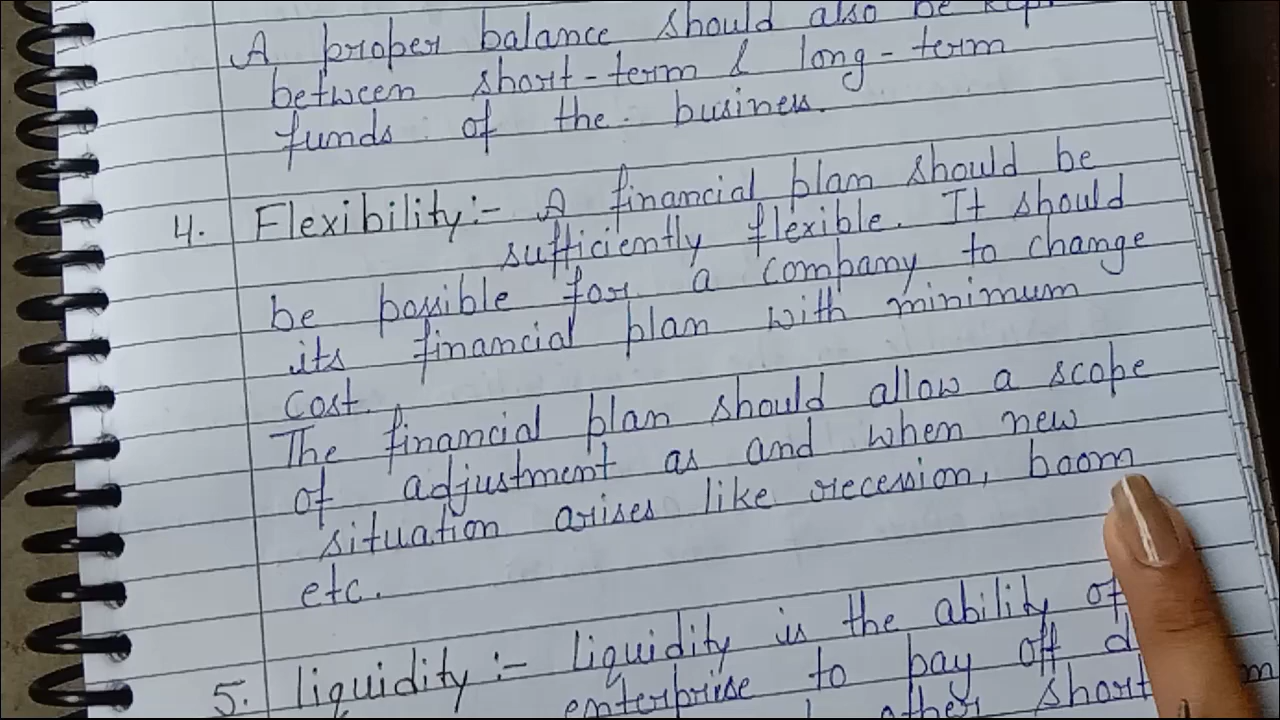 A proper balance should also be kept
between short-term & long-term
funds of the business.
4. Flexibility:- A financial plan should be
sufficiently flexible. It should
be possible for a company to change
its financial plan with minimum
cost.
The financial plan should allow a scope
of adjustment as and when new
situation arises like recession, boom
etc.
5. liquidity:- liquidity is the ability of
enterprise to pay off
other short